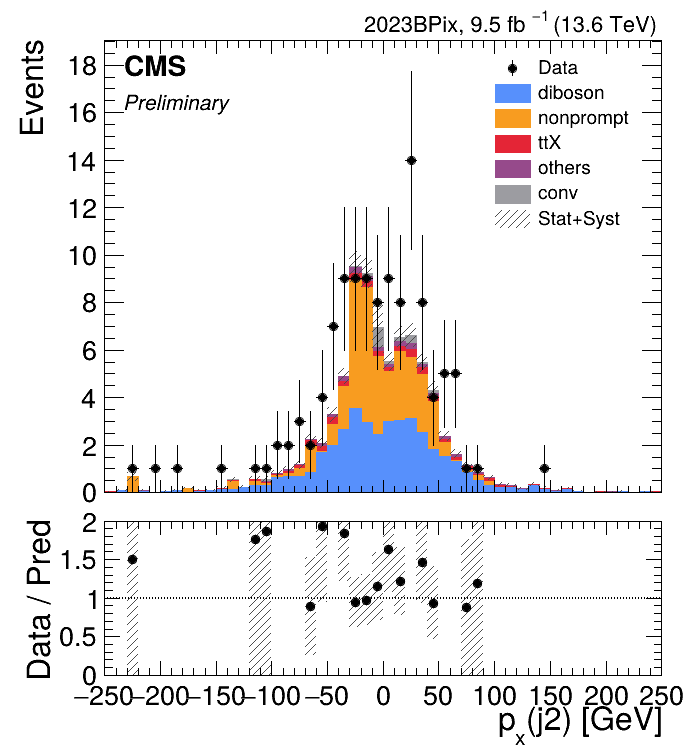 2023BPix, 9.5 fb⁻¹ (13.6 TeV)
CMS
Preliminary
Events
18
16
14
12
10
8
6
4
2
0
Data
diboson
nonprompt
ttX
others
conv
Stat+Syst
Data / Pred
2
1.5
1
0.5
0
−250 −200 −150 −100 −50 0 50 100 150 200 250
pₓ(j2) [GeV]